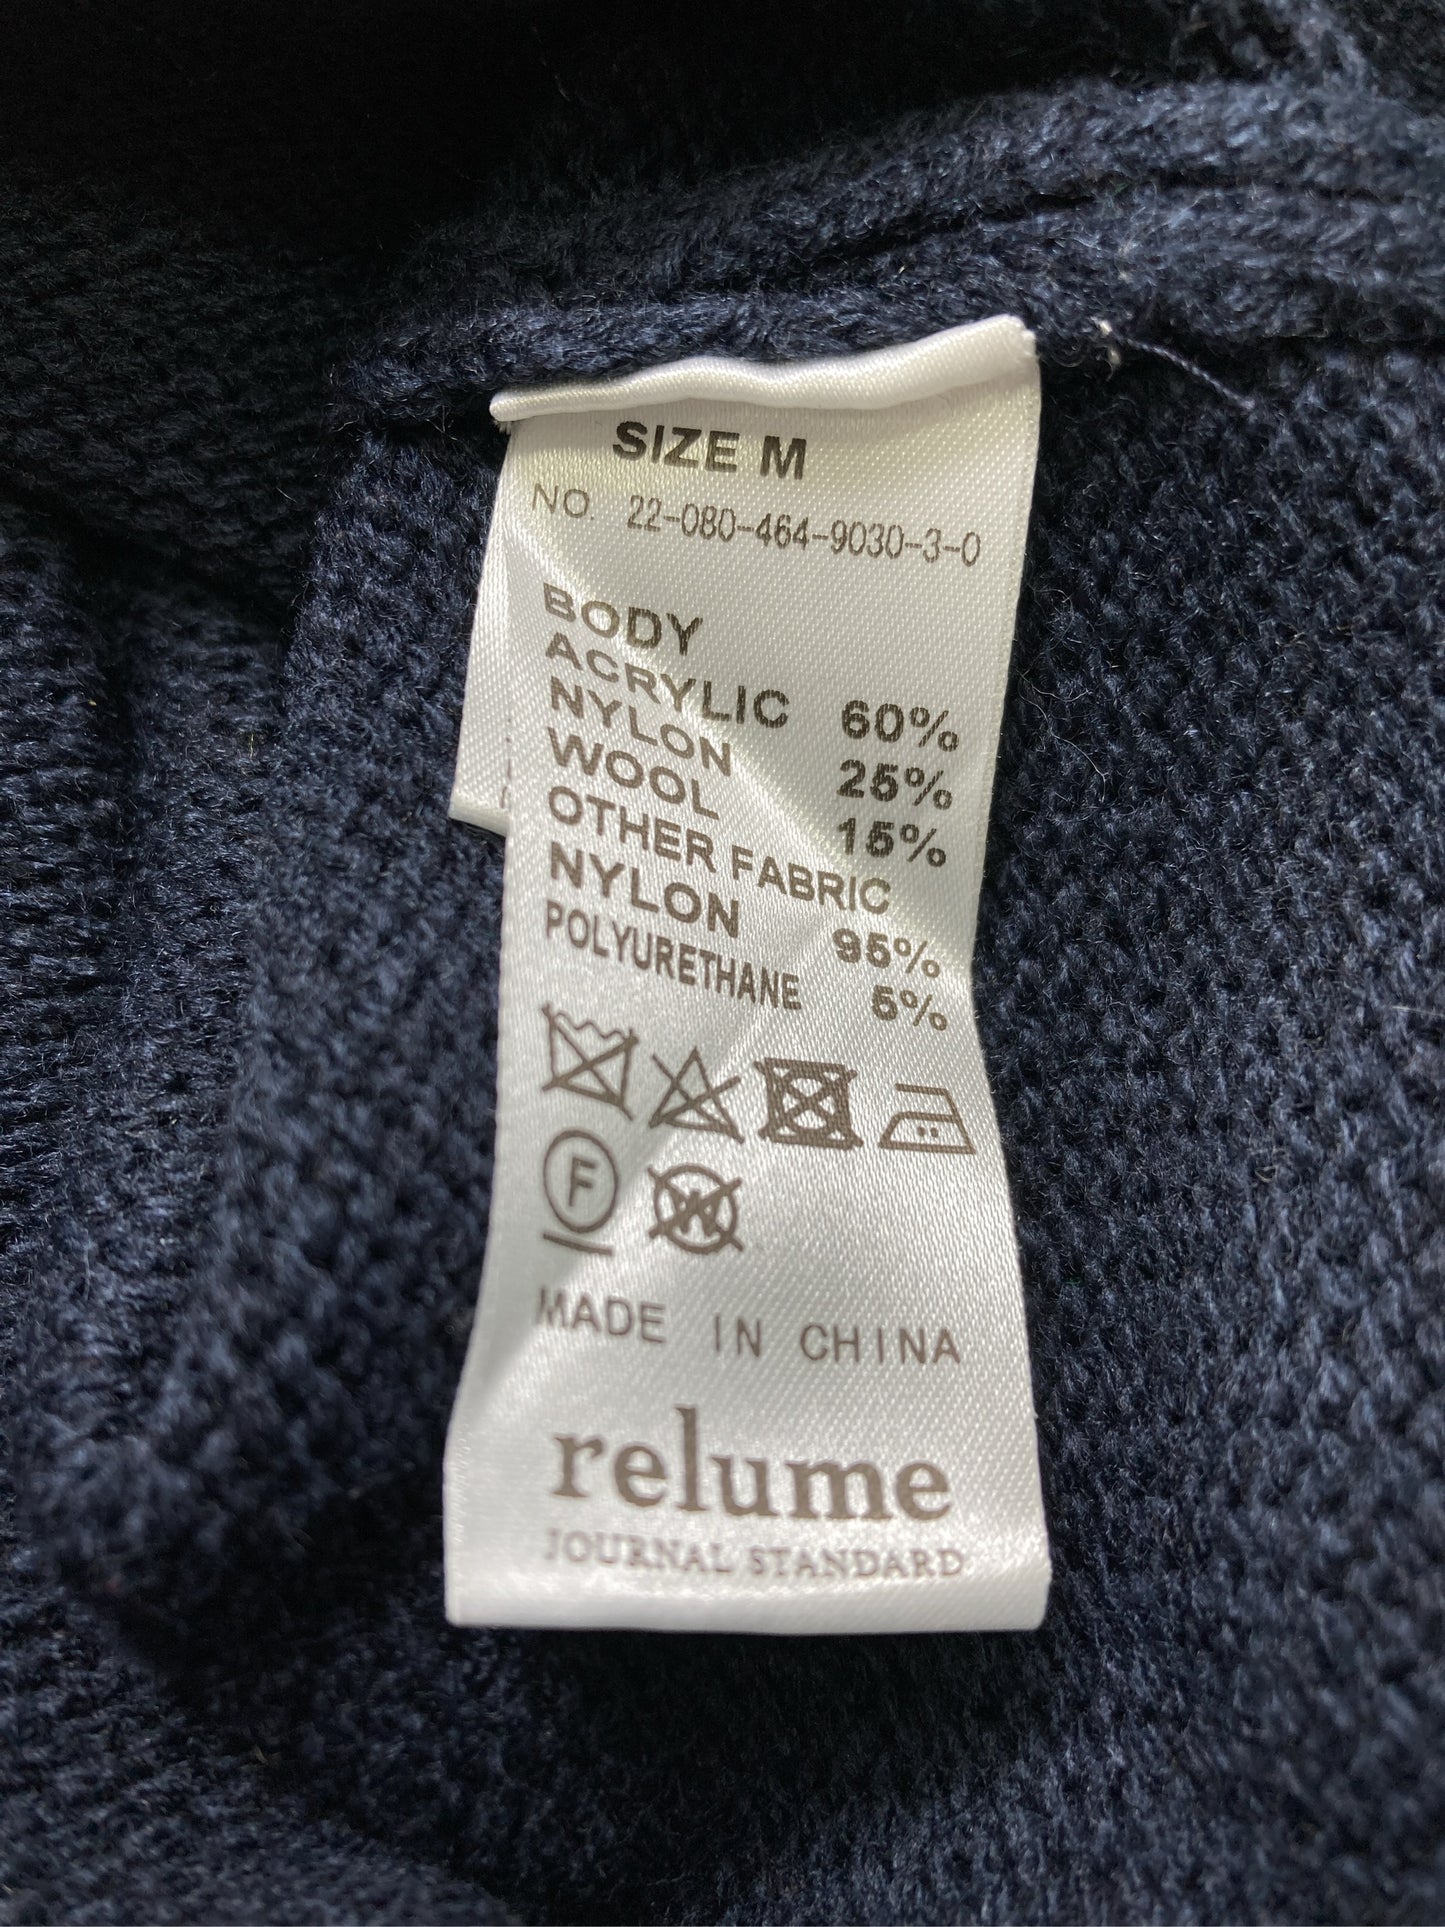 SIZE M
NO. 22-080-464-9030-3-0
BODY
ACRYLIC 60%
NYLON 25%
WOOL 15%
OTHER FABRIC
NYLON 95%
POLYURETHANE 5%
F W
MADE IN CHINA
relume
JOURNAL STANDARD